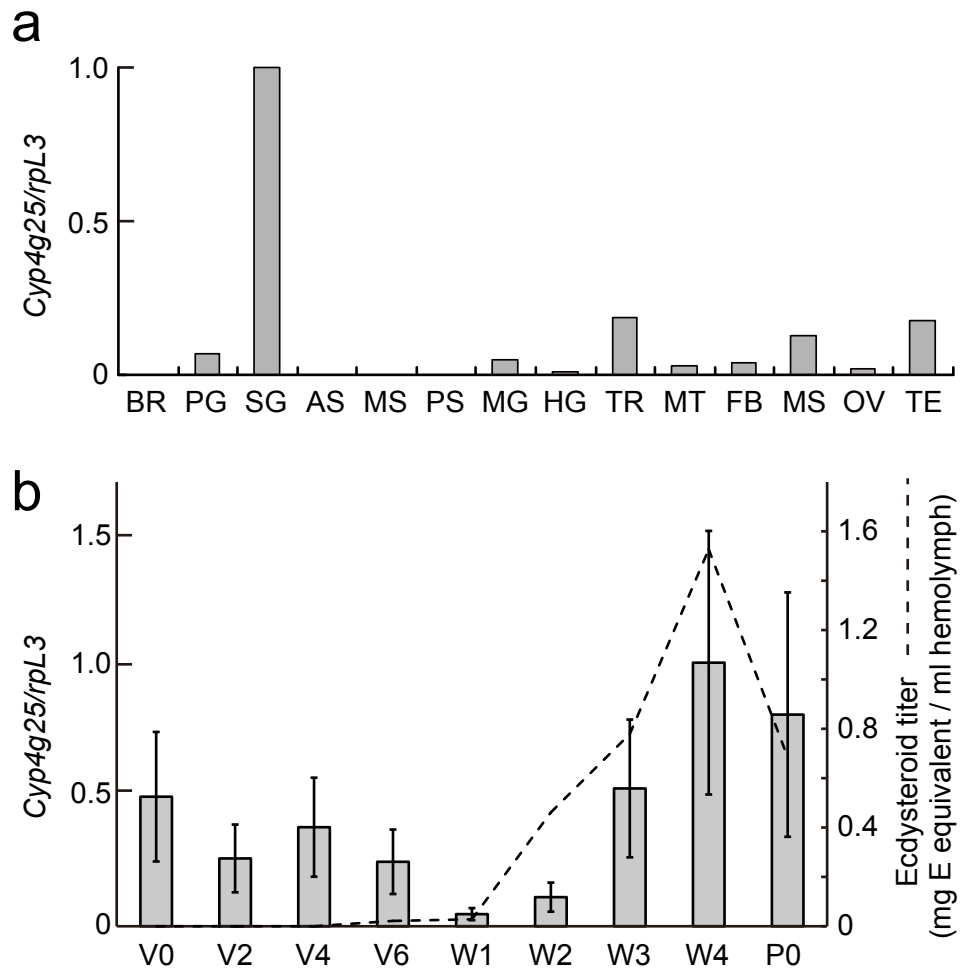 a
1.0
0.5
0
Cyp4g25/rpL3
BR PG SG AS MS PS MG HG TR MT FB MS OV TE
b
1.5
1.0
0.5
0
Cyp4g25/rpL3
1.6
1.2
0.8
0.4
0
Ecdysteroid titer
(mg E equivalent / ml hemolymph)
V0 V2 V4 V6 W1 W2 W3 W4 P0